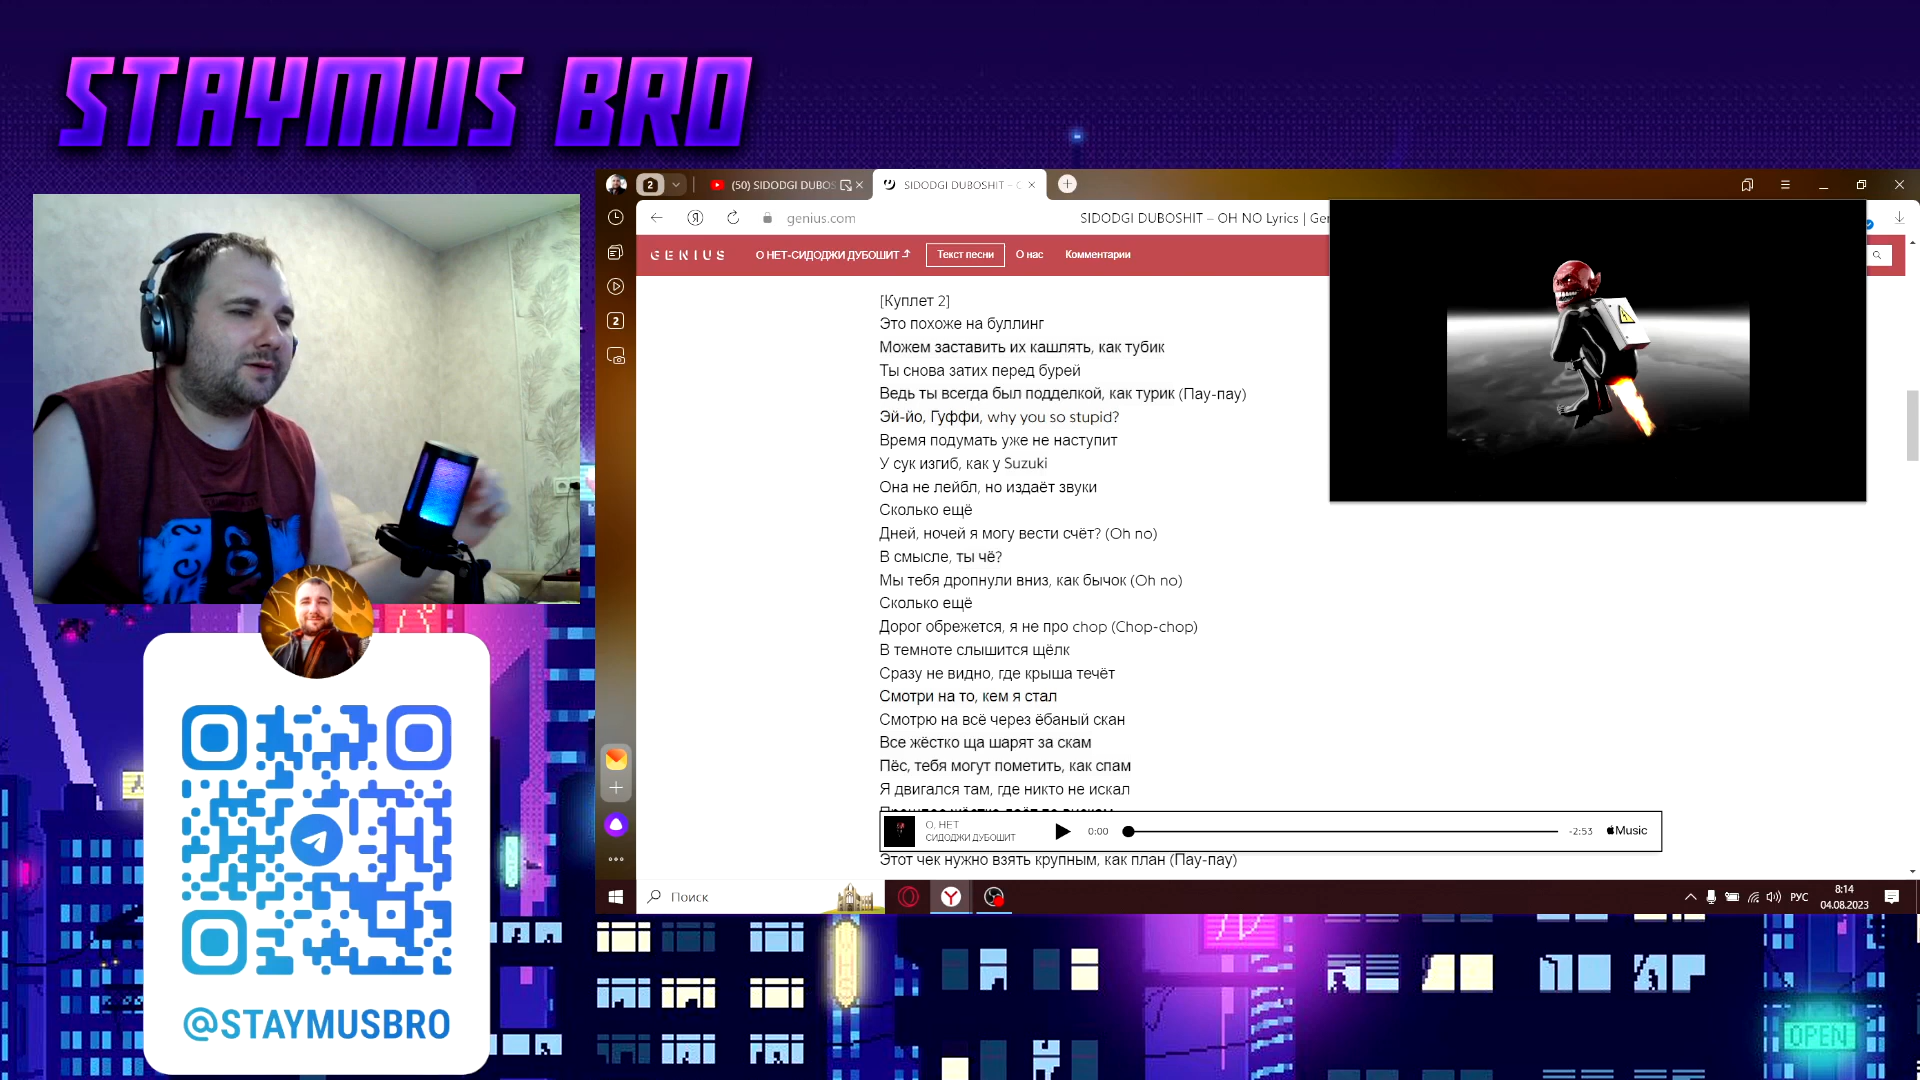 STAYMUS BRO
2
(50) SIDODGI DUBOS
SIDODGI DUBOSHIT –
genius.com
SIDODGI DUBOSHIT – OH NO Lyrics | Ger
GENIUS
О НЕТ-СИДОДЖИ ДУБОШИТ
Текст песни
О нас
Комментарии
2
[Куплет 2]
Это похоже на буллинг
Можем заставить их кашлять, как тубик
Ты снова затих перед бурей
Ведь ты всегда был подделкой, как турик (Пау-пау)
Эй-йо, Гуффи, why you so stupid?
Время подумать уже не наступит
У сук изгиб, как у Suzuki
Она не лейбл, но издаёт звуки
Сколько ещё
Дней, ночей я могу вести счёт? (Oh no)
В смысле, ты чё?
Мы тебя дропнули вниз, как бычок (Oh no)
Сколько ещё
Дорог обрежется, я не про chop (Chop-chop)
В темноте слышится щёлк
Сразу не видно, где крыша течёт
Смотри на то, кем я стал
Смотрю на всё через ёбаный скан
Все жёстко ща шарят за скам
Пёс, тебя могут пометить, как спам
Я двигался там, где никто не искал
О, НЕТ
СИДОДЖИ ДУБОШИТ
0:00
-2:53
Music
Этот чек нужно взять крупным, как план (Пау-пау)
Поиск
РУС
8:14
04.08.2023
@STAYMUSBRO
OPEN